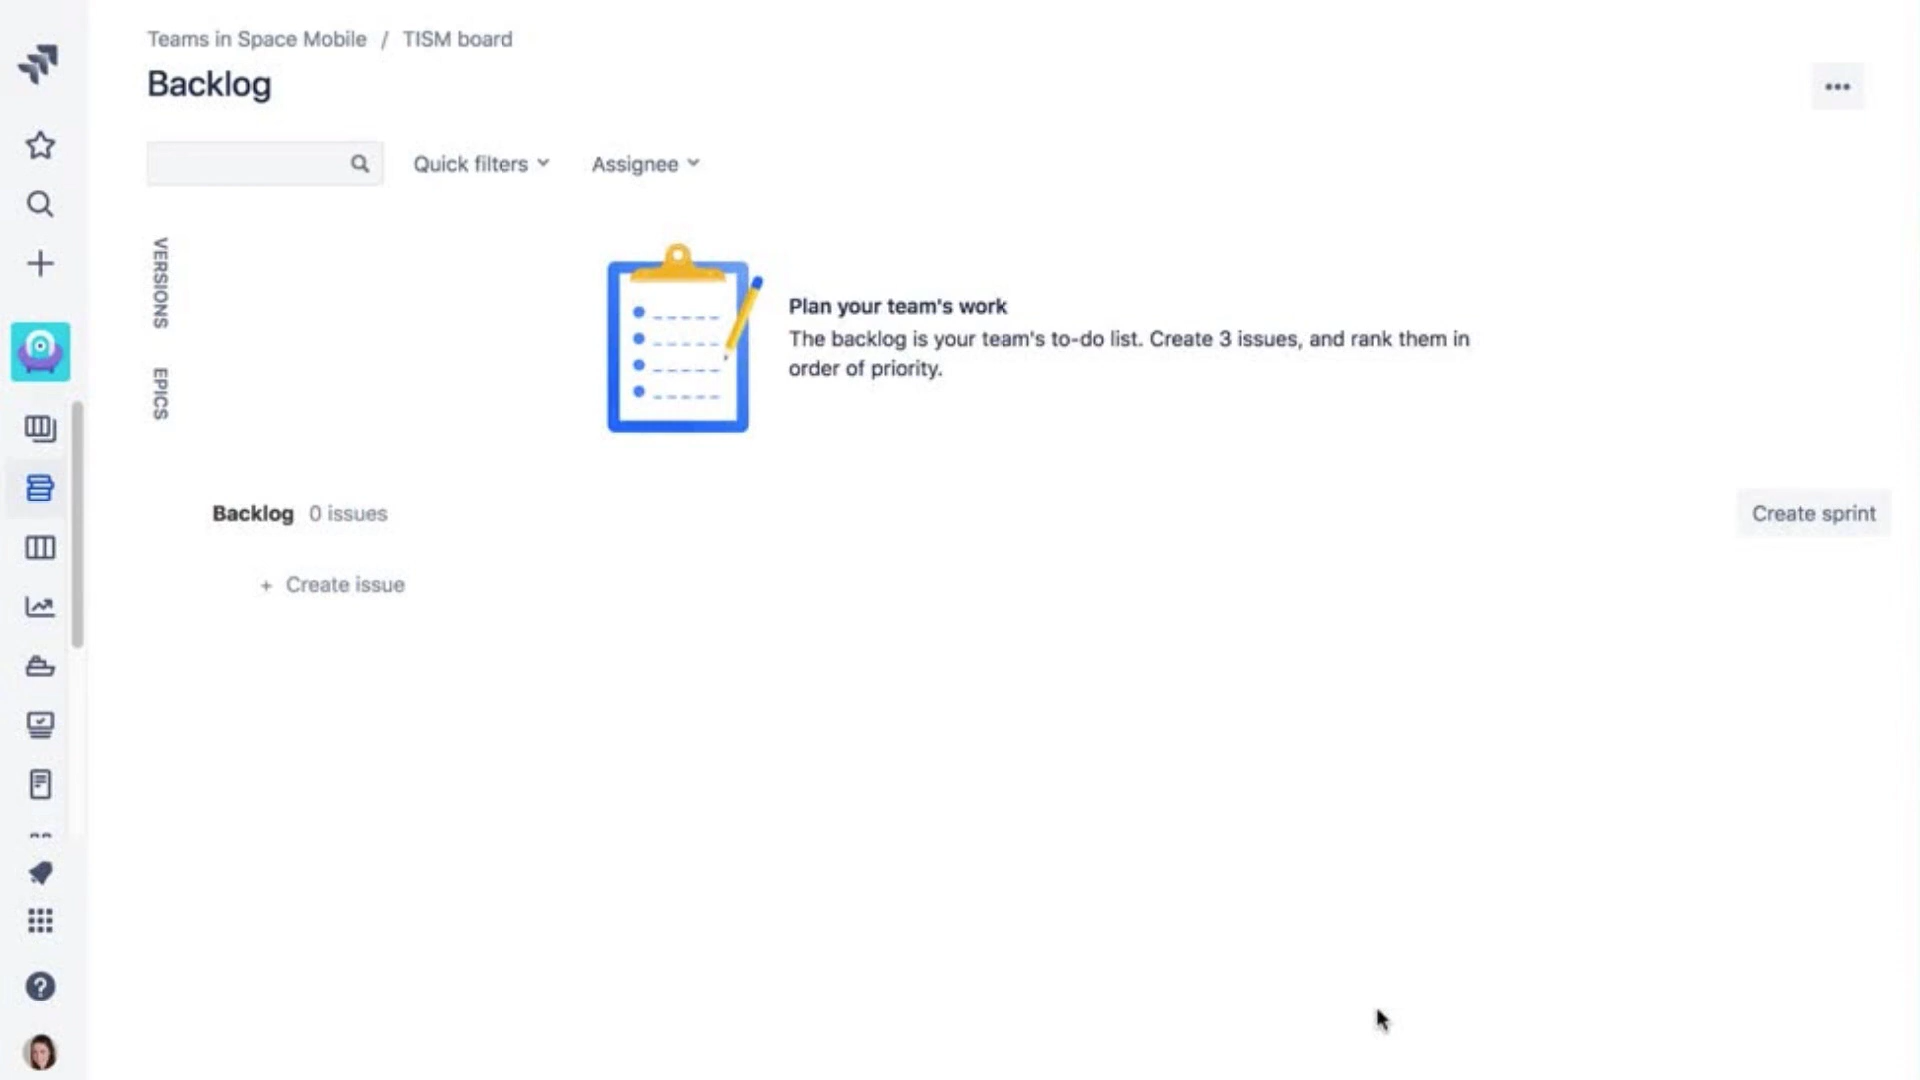 Teams in Space Mobile / TISM board
Backlog
Quick filters
Assignee
VERSIONS
EPICS
Plan your team's work
The backlog is your team's to-do list. Create 3 issues, and rank them in
order of priority.
Backlog 0 issues
Create sprint
+ Create issue